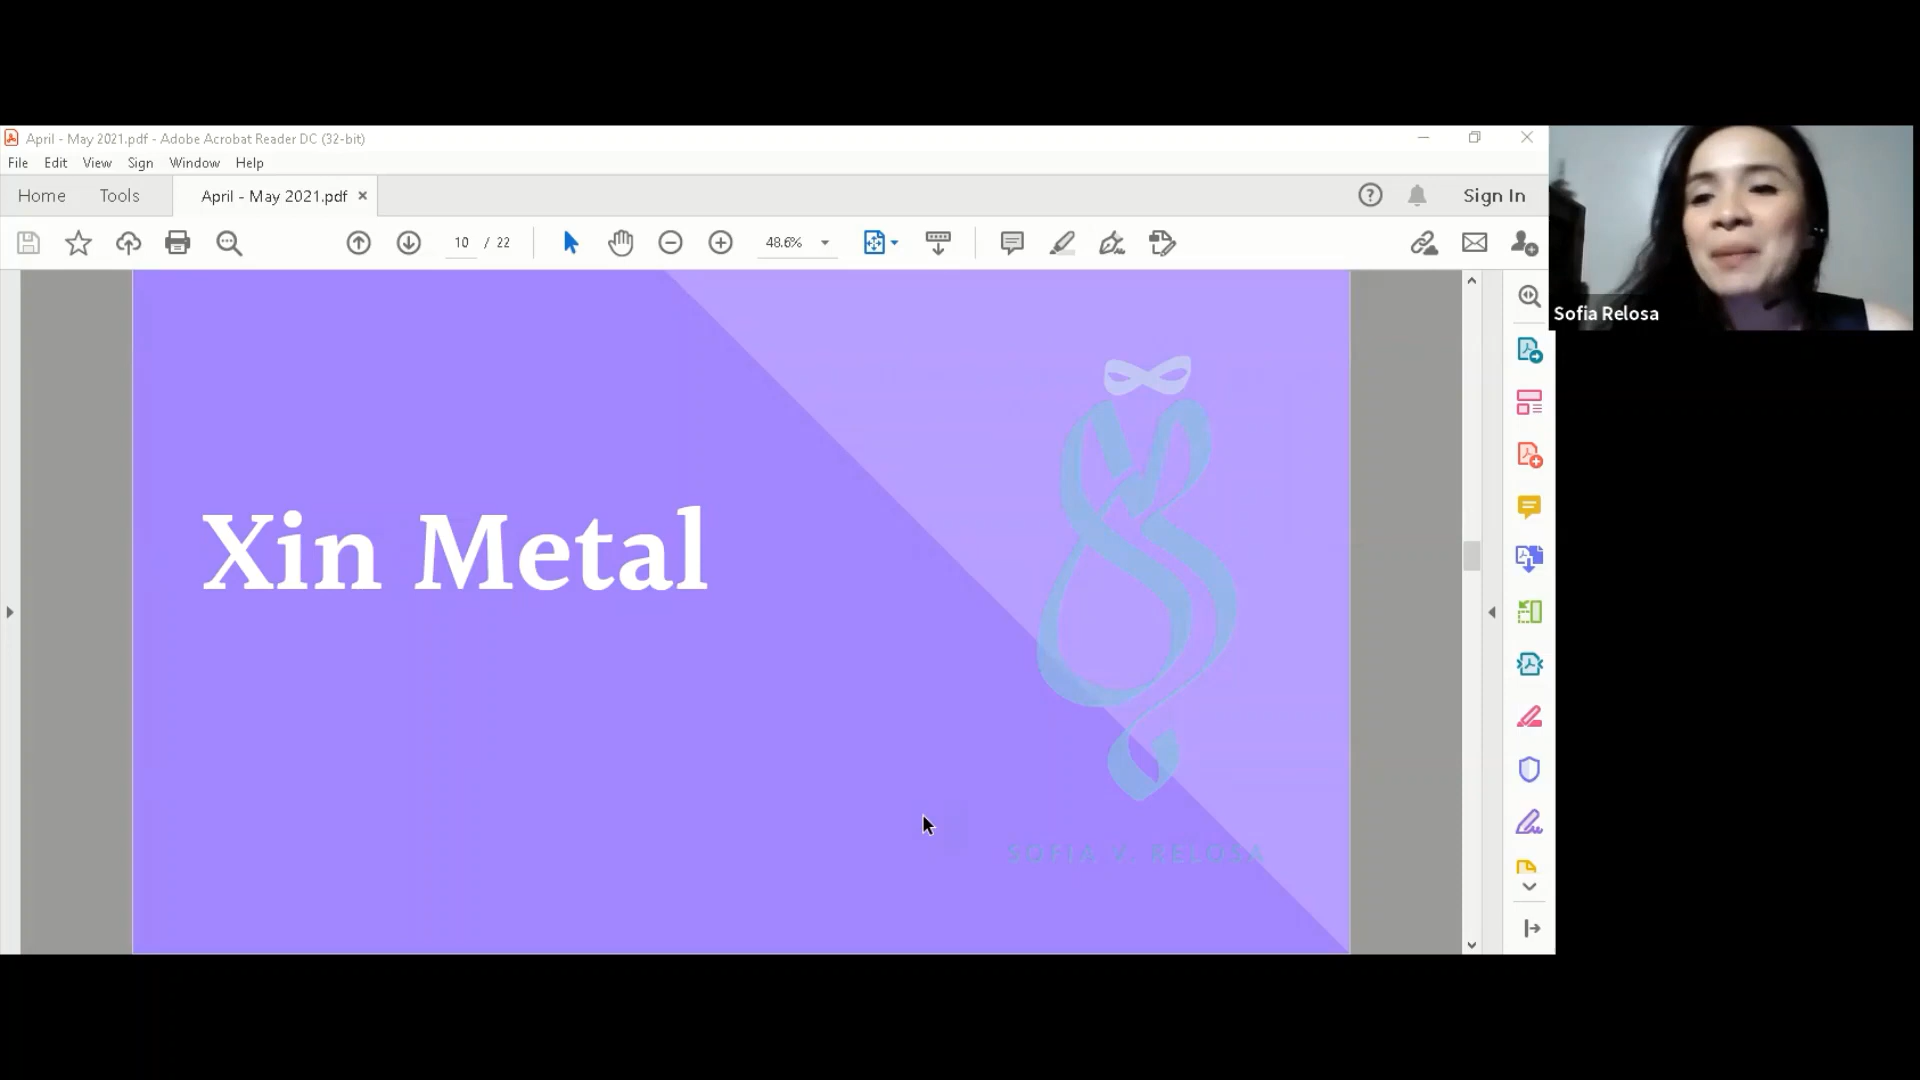 April - May 2021.pdf - Adobe Acrobat Reader DC (32-bit)
File Edit View Sign Window Help
Home Tools April - May 2021.pdf Sign In
10 / 22 48.6%
Sofia Relosa
Xin Metal
SOFIA V. RELOSA